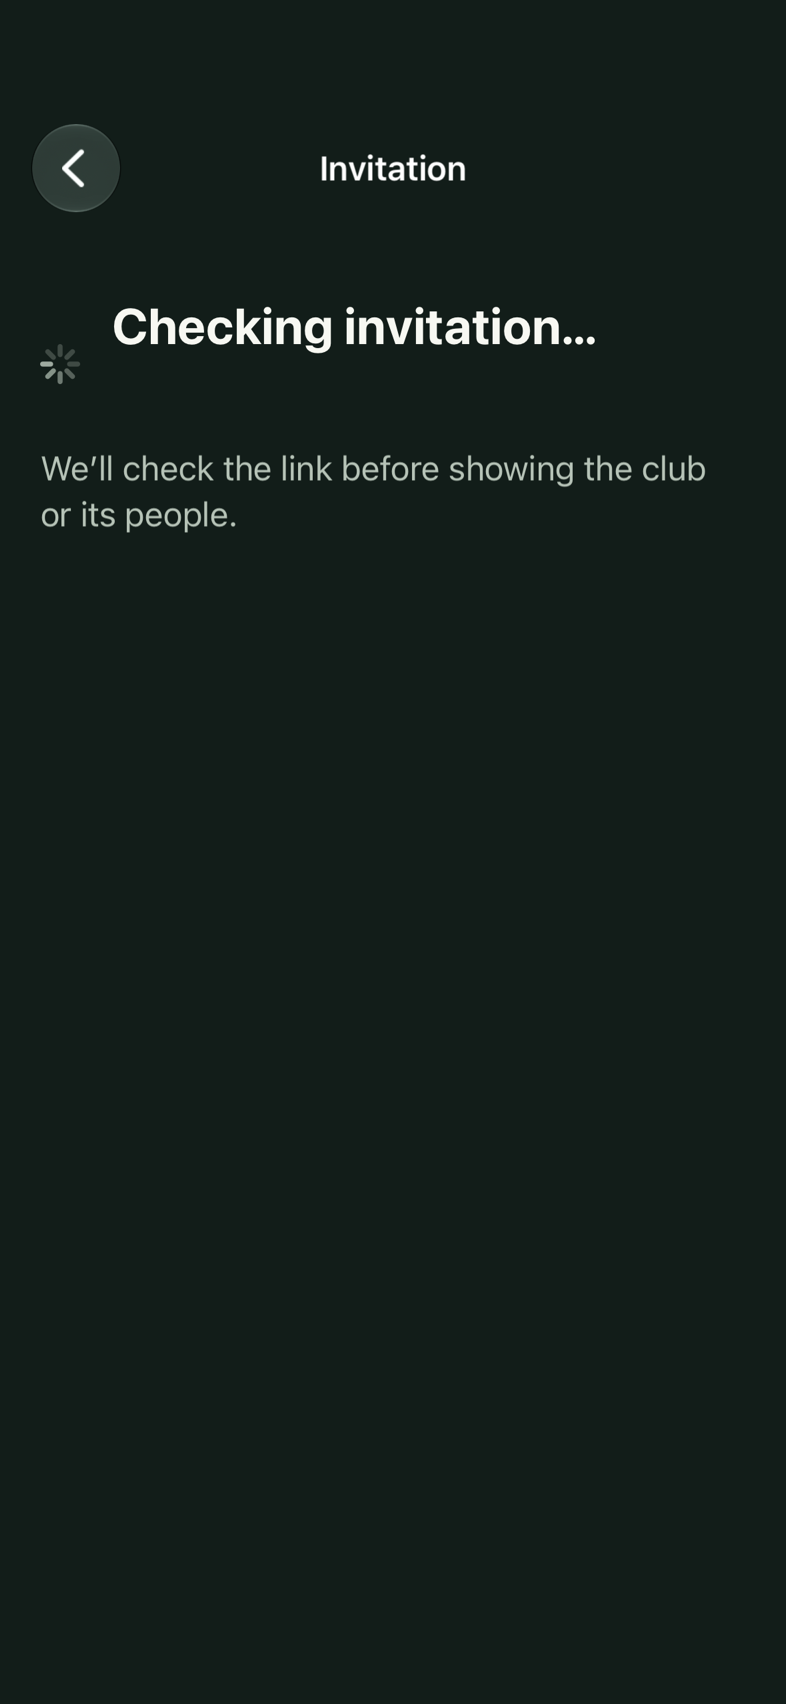 Invitation
Checking invitation…
We’ll check the link before showing the club
or its people.